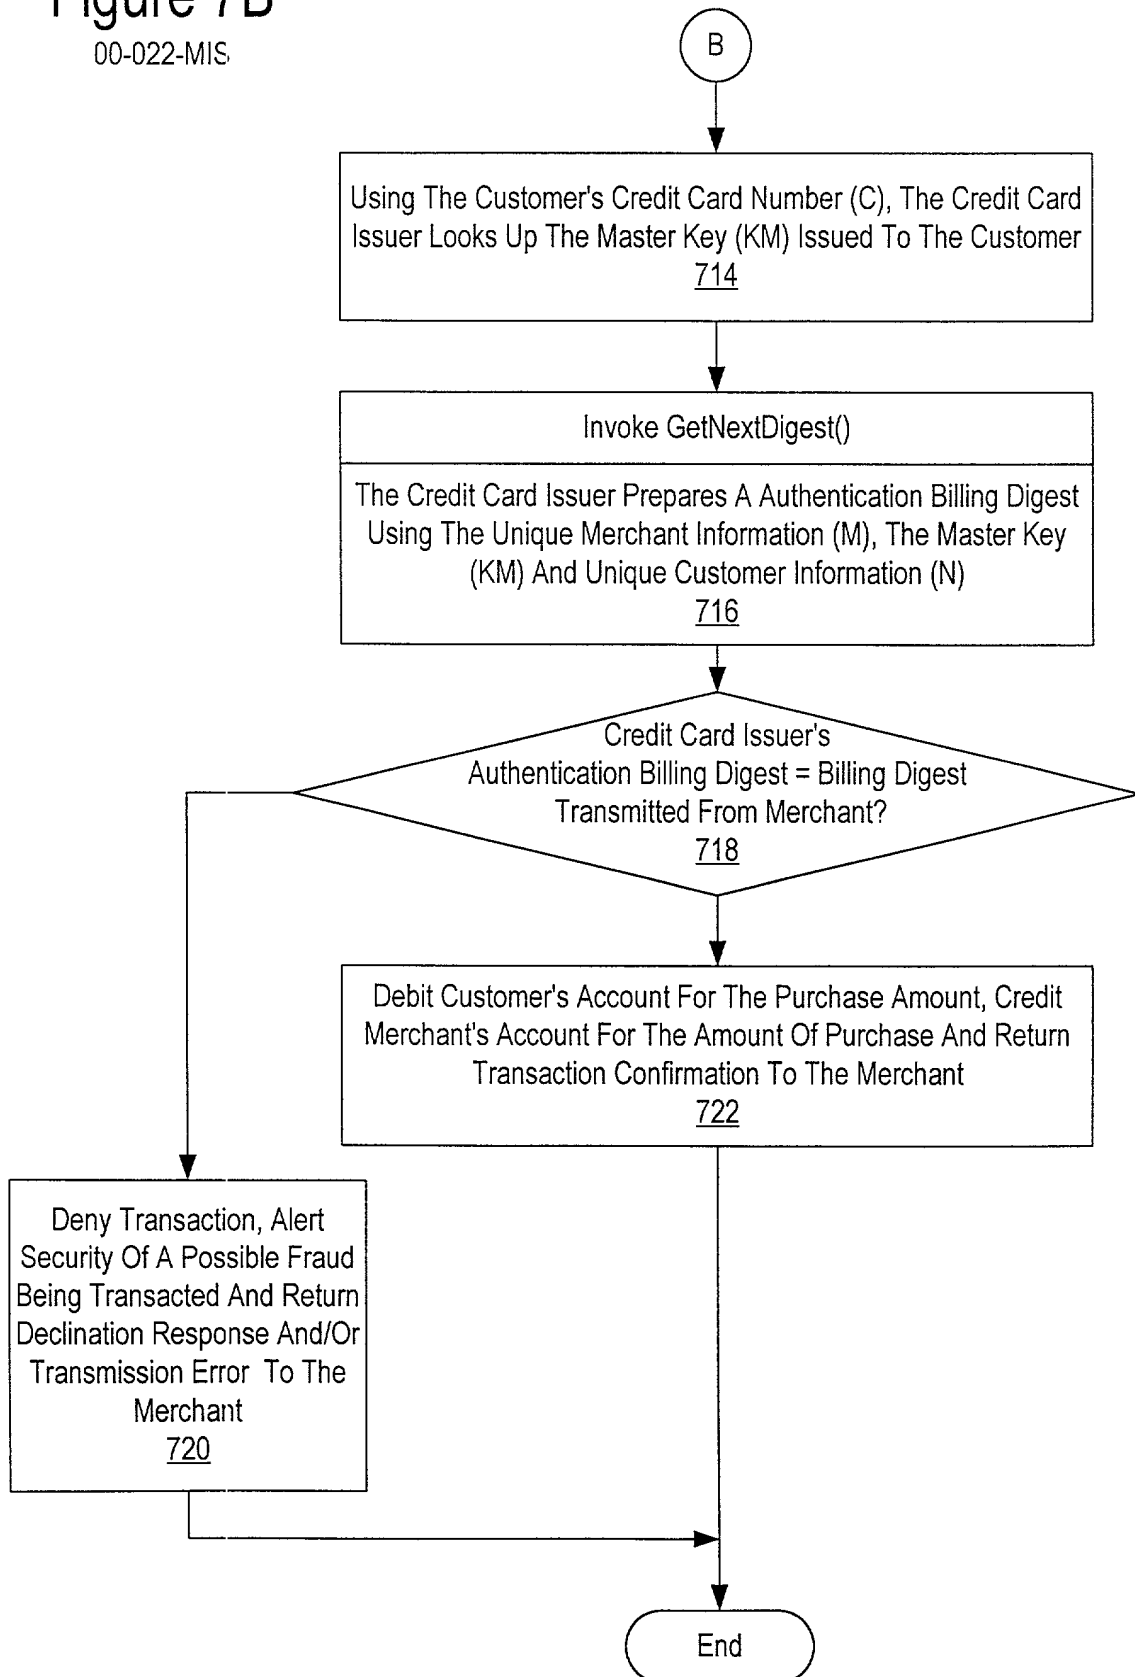 Figure 7B
00-022-MIS
B
Using The Customer's Credit Card Number (C), The Credit Card
Issuer Looks Up The Master Key (KM) Issued To The Customer
714
Invoke GetNextDigest()
The Credit Card Issuer Prepares A Authentication Billing Digest
Using The Unique Merchant Information (M), The Master Key
(KM) And Unique Customer Information (N)
716
Credit Card Issuer's
Authentication Billing Digest = Billing Digest
Transmitted From Merchant?
718
Debit Customer's Account For The Purchase Amount, Credit
Merchant's Account For The Amount Of Purchase And Return
Transaction Confirmation To The Merchant
722
Deny Transaction, Alert
Security Of A Possible Fraud
Being Transacted And Return
Declination Response And/Or
Transmission Error To The
Merchant
720
End